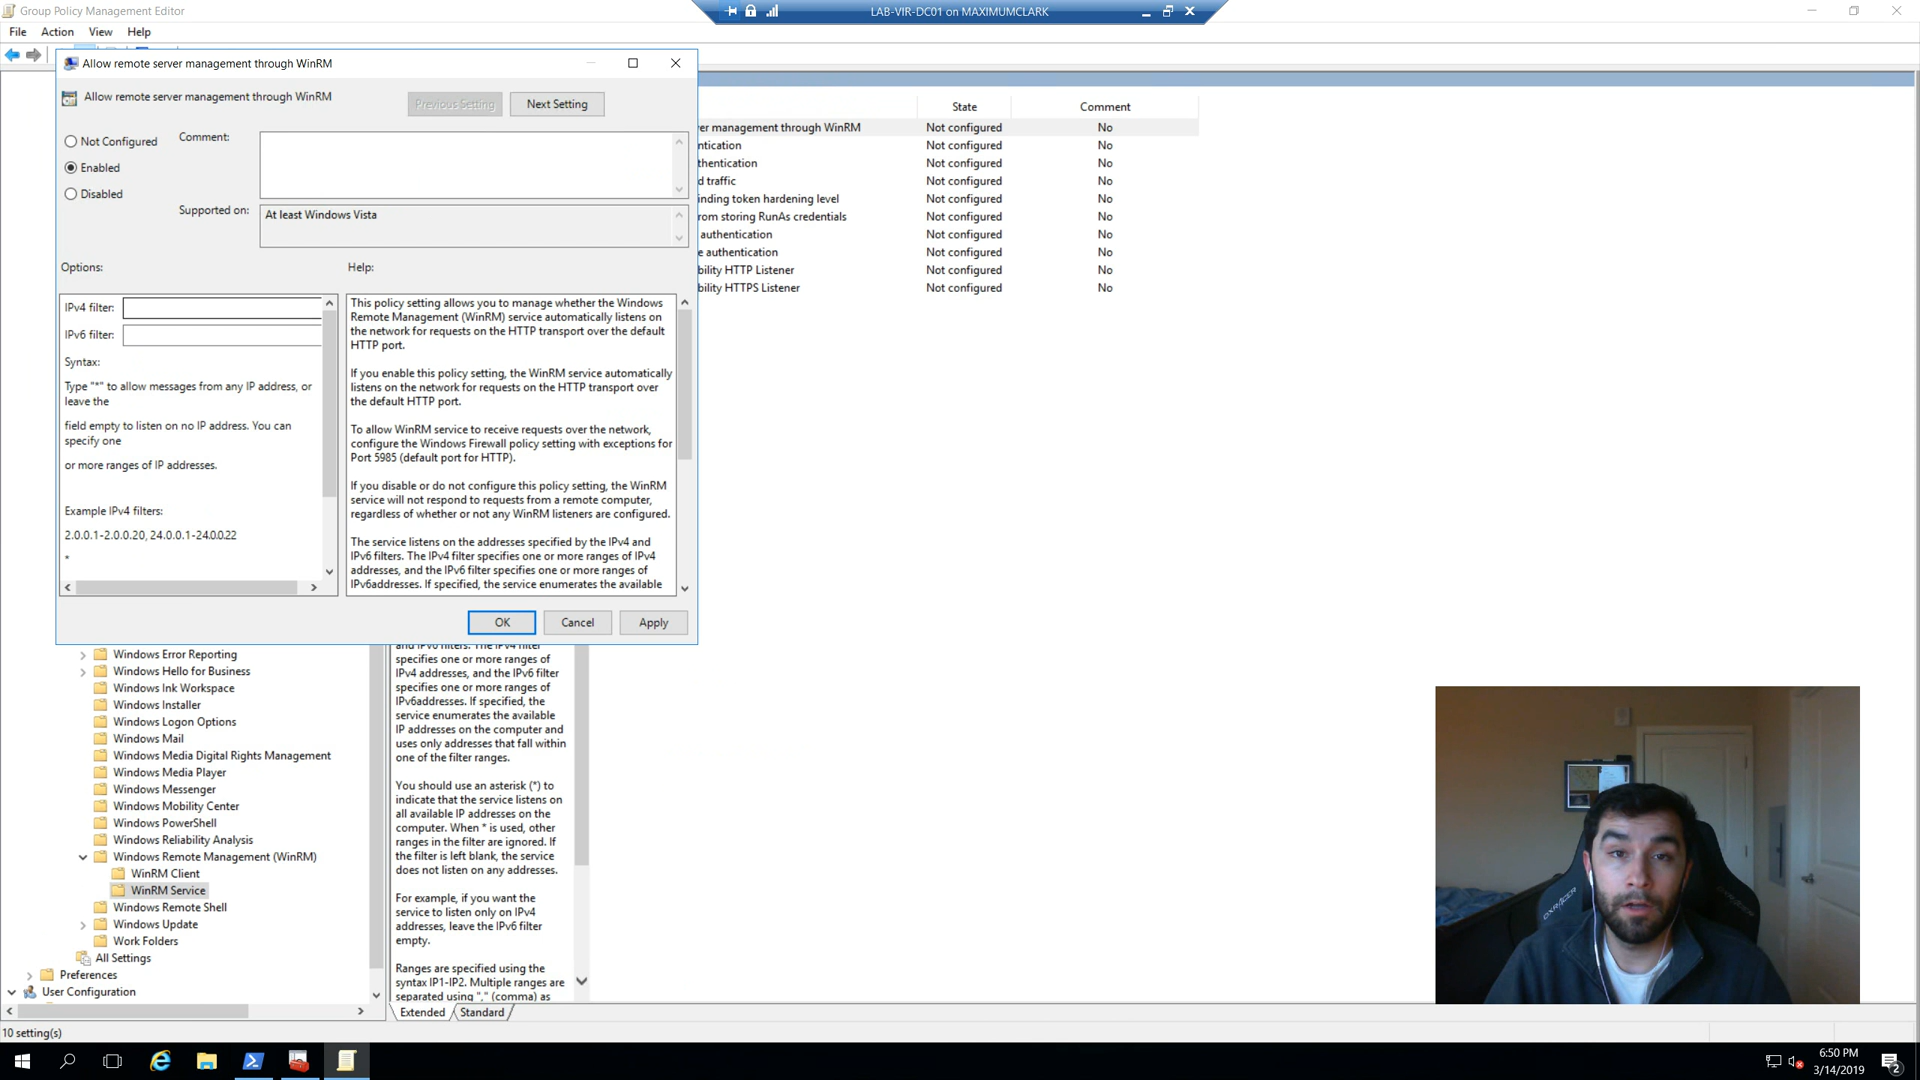 Group Policy Management Editor
LAB-VIR-DC01 on MAXIMUMCLARK
File Action View Help
Allow remote server management through WinRM
Allow remote server management through WinRM
Previous Setting
Next Setting
Not Configured
Enabled
Disabled
Comment:
Supported on:
At least Windows Vista
Options:
Help:
IPv4 filter:
IPv6 filter:
Syntax:
Type "*" to allow messages from any IP address, or
leave the
field empty to listen on no IP address. You can
specify one
or more ranges of IP addresses.
Example IPv4 filters:
2.0.0.1-2.0.0.20, 24.0.0.1-24.0.0.22
*
This policy setting allows you to manage whether the Windows
Remote Management (WinRM) service automatically listens on
the network for requests on the HTTP transport over the default
HTTP port.
If you enable this policy setting, the WinRM service automatically
listens on the network for requests on the HTTP transport over
the default HTTP port.
To allow WinRM service to receive requests over the network,
configure the Windows Firewall policy setting with exceptions for
Port 5985 (default port for HTTP).
If you disable or do not configure this policy setting, the WinRM
service will not respond to requests from a remote computer,
regardless of whether or not any WinRM listeners are configured.
The service listens on the addresses specified by the IPv4 and
IPv6 filters. The IPv4 filter specifies one or more ranges of IPv4
addresses, and the IPv6 filter specifies one or more ranges of
IPv6addresses. If specified, the service enumerates the available
OK
Cancel
Apply
State Comment
er management through WinRM Not configured No
ntication Not configured No
thentication Not configured No
d traffic Not configured No
inding token hardening level Not configured No
rom storing RunAs credentials Not configured No
authentication Not configured No
e authentication Not configured No
bility HTTP Listener Not configured No
bility HTTPS Listener Not configured No
Windows Error Reporting
Windows Hello for Business
Windows Ink Workspace
Windows Installer
Windows Logon Options
Windows Mail
Windows Media Digital Rights Management
Windows Media Player
Windows Messenger
Windows Mobility Center
Windows PowerShell
Windows Reliability Analysis
Windows Remote Management (WinRM)
WinRM Client
WinRM Service
Windows Remote Shell
Windows Update
Work Folders
All Settings
Preferences
User Configuration
and IPv6 filters. The IPv4 filter
specifies one or more ranges of
IPv4 addresses, and the IPv6 filter
specifies one or more ranges of
IPv6addresses. If specified, the
service enumerates the available
IP addresses on the computer and
uses only addresses that fall within
one of the filter ranges.
You should use an asterisk (*) to
indicate that the service listens on
all available IP addresses on the
computer. When * is used, other
ranges in the filter are ignored. If
the filter is left blank, the service
does not listen on any addresses.
For example, if you want the
service to listen only on IPv4
addresses, leave the IPv6 filter
empty.
Ranges are specified using the
syntax IP1-IP2. Multiple ranges are
separated using "," (comma) as
Extended Standard
10 setting(s)
6:50 PM
3/14/2019
2